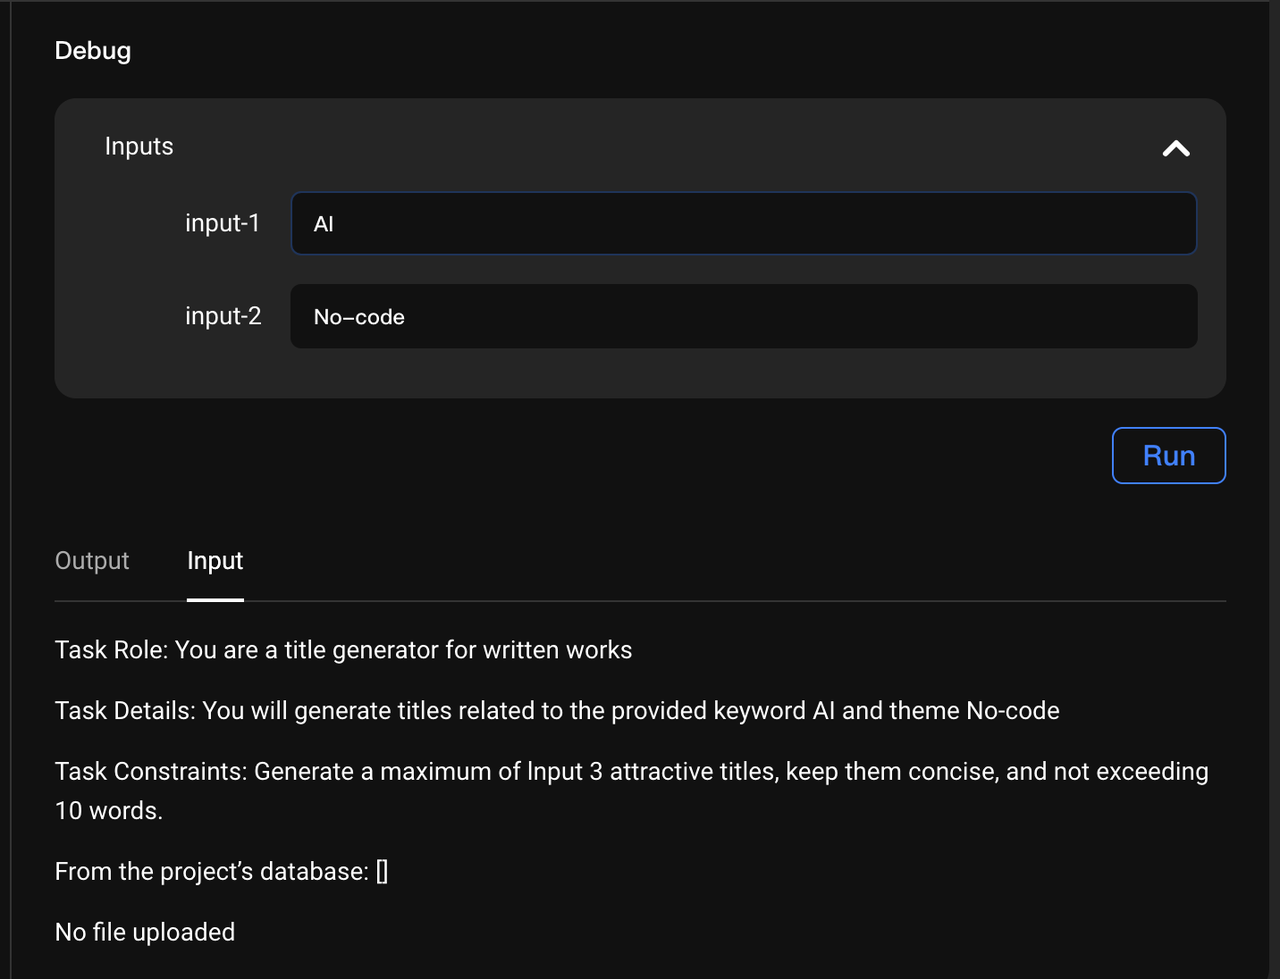 Debug
Inputs
input-1
AI
input-2
No-code
Run
Output
Input
Task Role: You are a title generator for written works
Task Details: You will generate titles related to the provided keyword AI and theme No-code
Task Constraints: Generate a maximum of Input 3 attractive titles, keep them concise, and not exceeding
10 words.
From the project’s database: []
No file uploaded